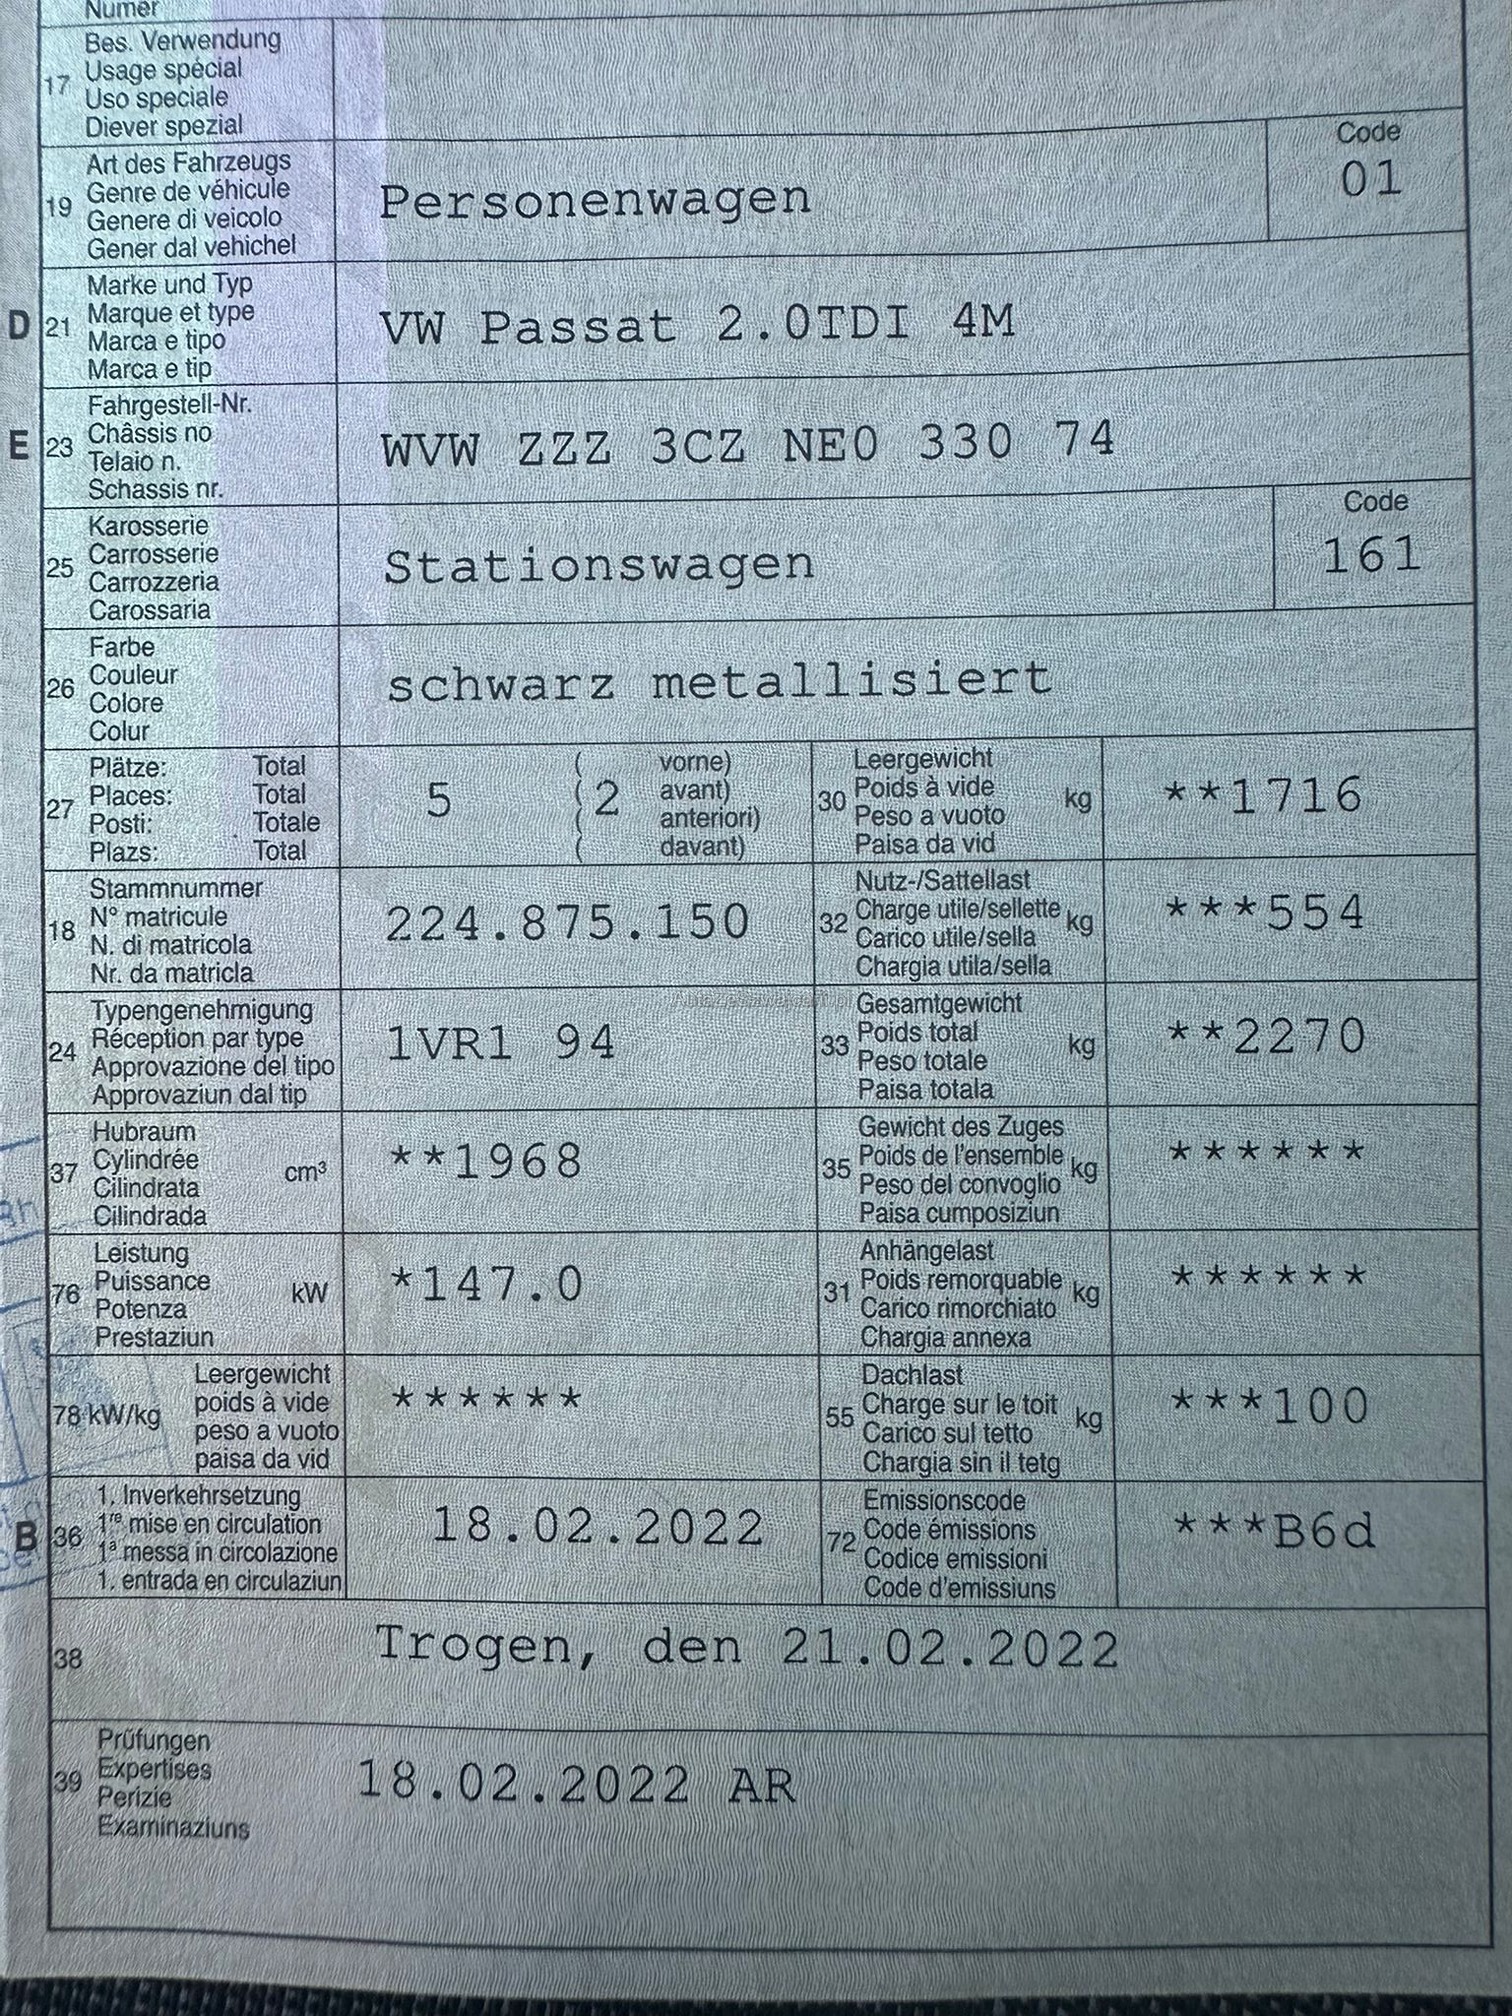 Numer
17 Bes. Verwendung
Usage spécial
Uso speciale
Diever spezial
19 Art des Fahrzeugs
Genre de véhicule
Genere di veicolo
Gener dal vehichel
Personenwagen
Code
01
D 21 Marke und Typ
Marque et type
Marca e tipo
Marca e tip
VW Passat 2.0TDI 4M
E 23 Fahrgestell-Nr.
Châssis no
Telaio n.
Schassis nr.
WVW ZZZ 3CZ NE0 330 74
25 Karosserie
Carrosserie
Carrozzeria
Carossaria
Stationswagen
Code
161
26 Farbe
Couleur
Colore
Colur
schwarz metallisiert
27 Plätze: Total
Places: Total
Posti: Totale
Plazs: Total
5 ( 2 vorne)
( avant)
( anteriori)
( davant)
30 Leergewicht
Poids à vide kg
Peso a vuoto
Paisa da vid
**1716
18 Stammnummer
N° matricule
N. di matricola
Nr. da matricla
224.875.150
32 Nutz-/Sattellast
Charge utile/sellette kg
Carico utile/sella
Chargia utila/sella
***554
24 Typengenehmigung
Réception par type
Approvazione del tipo
Approvaziun dal tip
1VR1 94
33 Gesamtgewicht
Poids total kg
Peso totale
Paisa totala
**2270
37 Hubraum
Cylindrée cm³
Cilindrata
Cilindrada
**1968
35 Gewicht des Zuges
Poids de l'ensemble kg
Peso del convoglio
Paisa cumposiziun
******
76 Leistung
Puissance kW
Potenza
Prestaziun
*147.0
31 Anhängelast
Poids remorquable kg
Carico rimorchiato
Chargia annexa
******
78 kW/kg Leergewicht
poids à vide
peso a vuoto
paisa da vid
******
55 Dachlast
Charge sur le toit kg
Carico sul tetto
Chargia sin il tetg
***100
B 36 1. Inverkehrsetzung
1re mise en circulation
1a messa in circolazione
1. entrada en circulaziun
18.02.2022
72 Emissionscode
Code émissions
Codice emissioni
Code d'emissiuns
***B6d
38 Trogen, den 21.02.2022
39 Prüfungen
Expertises
Perizie
Examinaziuns
18.02.2022 AR